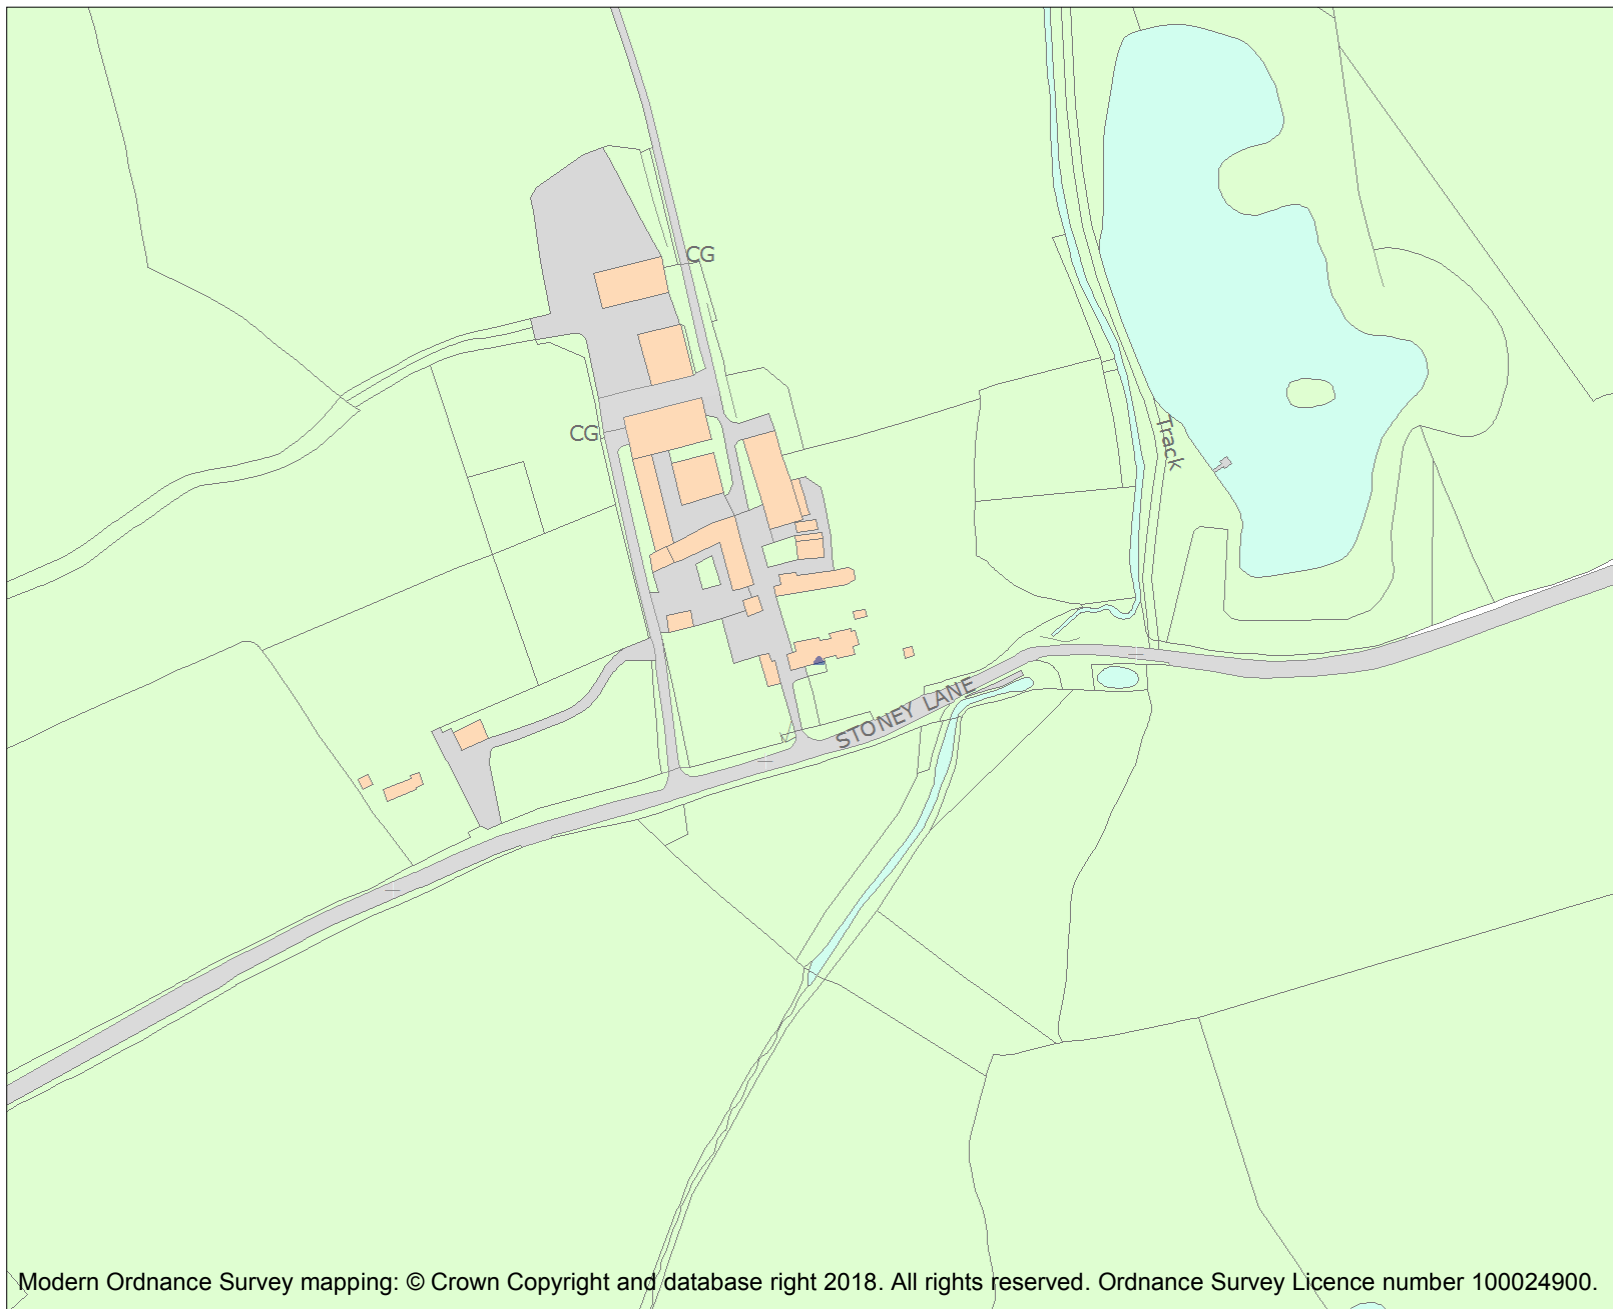 CG
CG
Track
STONEY LANE
Modern Ordnance Survey mapping: © Crown Copyright and database right 2018. All rights reserved. Ordnance Survey Licence number 100024900.